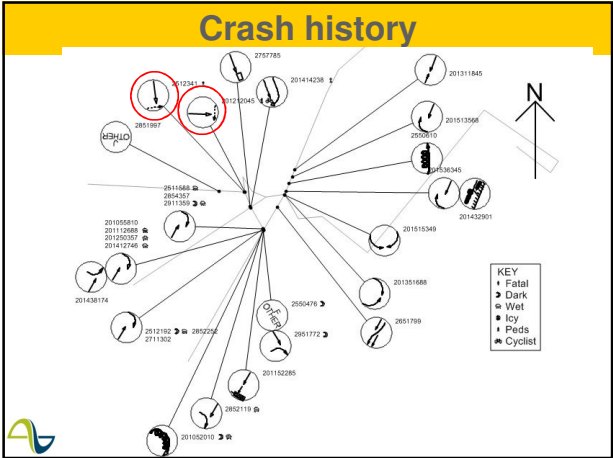 Crash history
2757785
2512341
201212045
201414238
201311845
N
2851997
J OTHER
201513568
2550610
201536345
2511588
2854357
2911359
201432901
201055810
201112688
201250357
201412746
201515349
201438174
201351688
KEY
Fatal
Dark
Wet
Icy
Peds
Cyclist
F OTHER
2550476
2651799
2512192 2852252
2711302
2951772
201152285
2852119
201052010